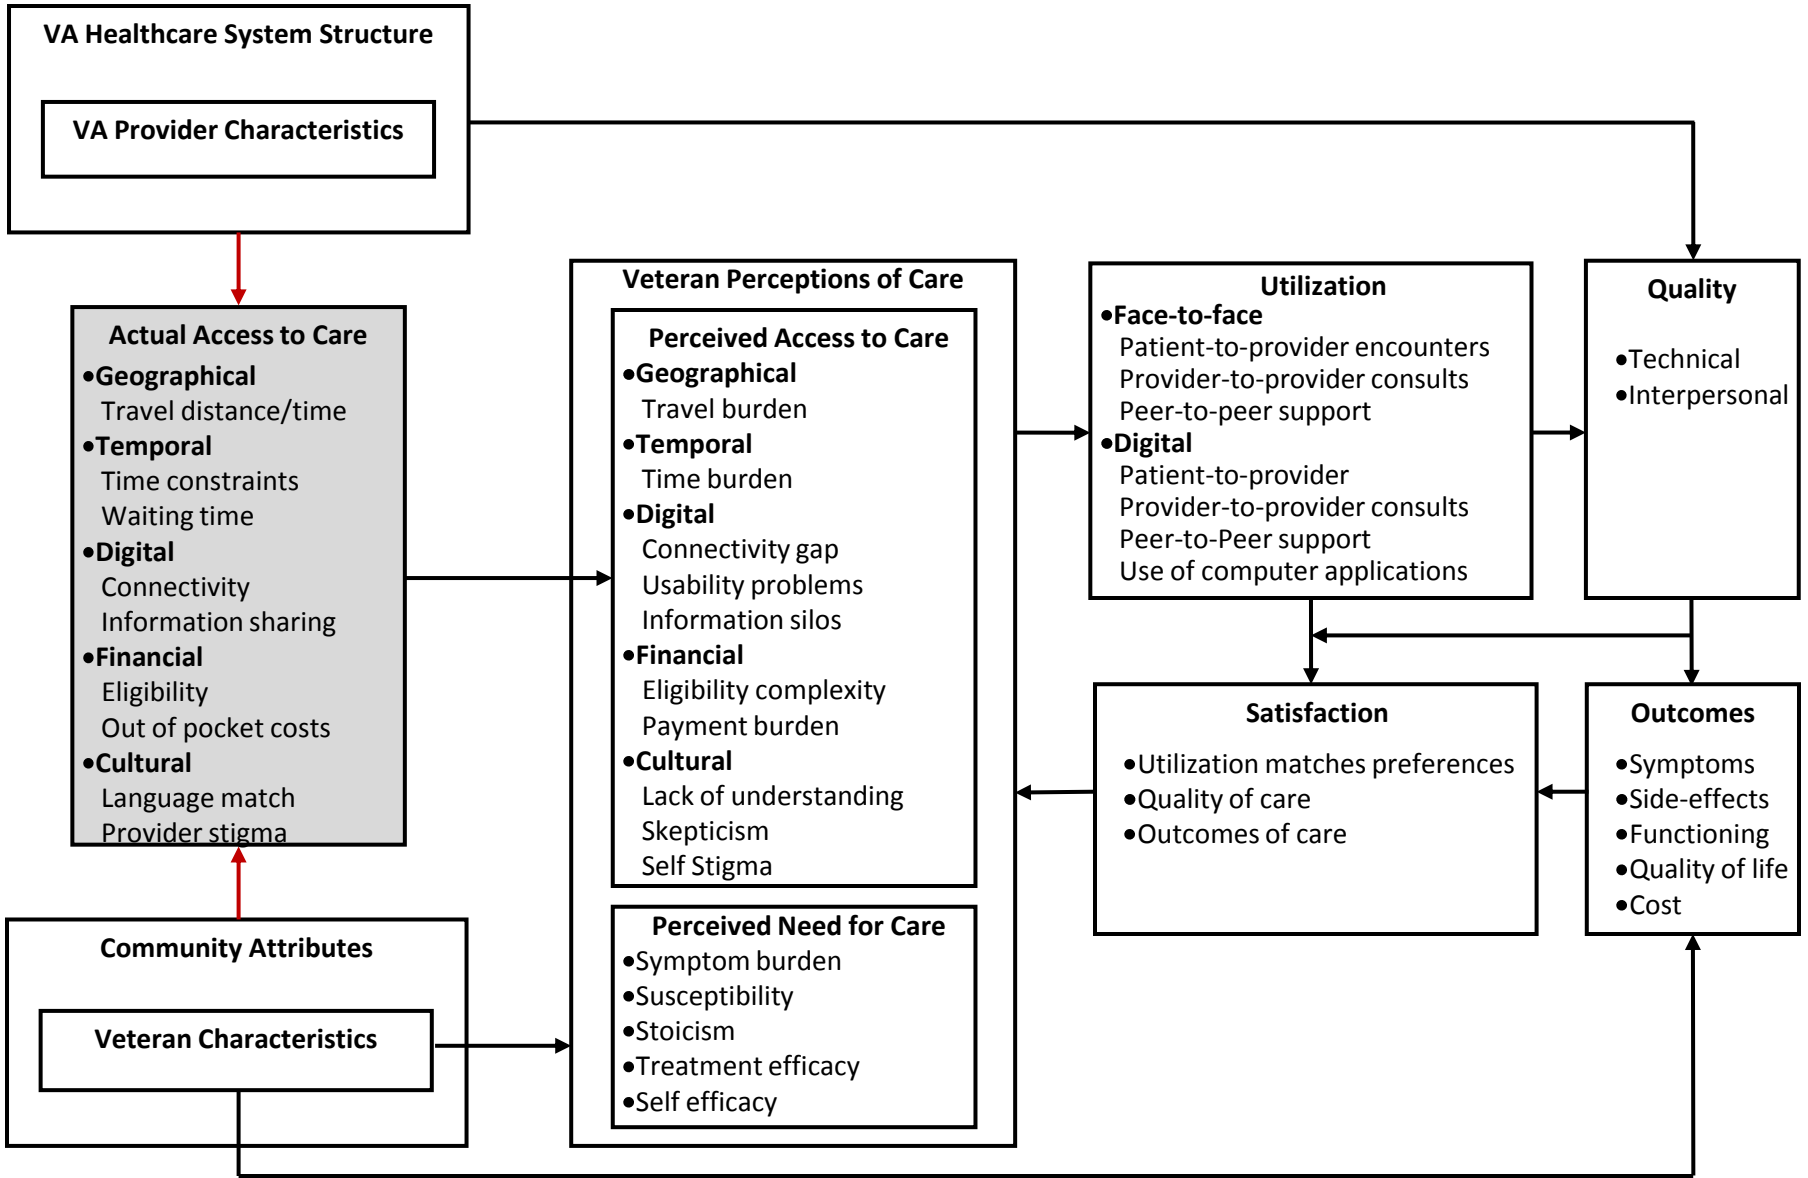 VA Healthcare System Structure
VA Provider Characteristics
Actual Access to Care
•Geographical
Travel distance/time
•Temporal
Time constraints
Waiting time
•Digital
Connectivity
Information sharing
•Financial
Eligibility
Out of pocket costs
•Cultural
Language match
Provider stigma
Community Attributes
Veteran Characteristics
Veteran Perceptions of Care
Perceived Access to Care
•Geographical
Travel burden
•Temporal
Time burden
•Digital
Connectivity gap
Usability problems
Information silos
•Financial
Eligibility complexity
Payment burden
•Cultural
Lack of understanding
Skepticism
Self Stigma
Perceived Need for Care
•Symptom burden
•Susceptibility
•Stoicism
•Treatment efficacy
•Self efficacy
Utilization
•Face-to-face
Patient-to-provider encounters
Provider-to-provider consults
Peer-to-peer support
•Digital
Patient-to-provider
Provider-to-provider consults
Peer-to-Peer support
Use of computer applications
Quality
•Technical
•Interpersonal
Satisfaction
•Utilization matches preferences
•Quality of care
•Outcomes of care
Outcomes
•Symptoms
•Side-effects
•Functioning
•Quality of life
•Cost